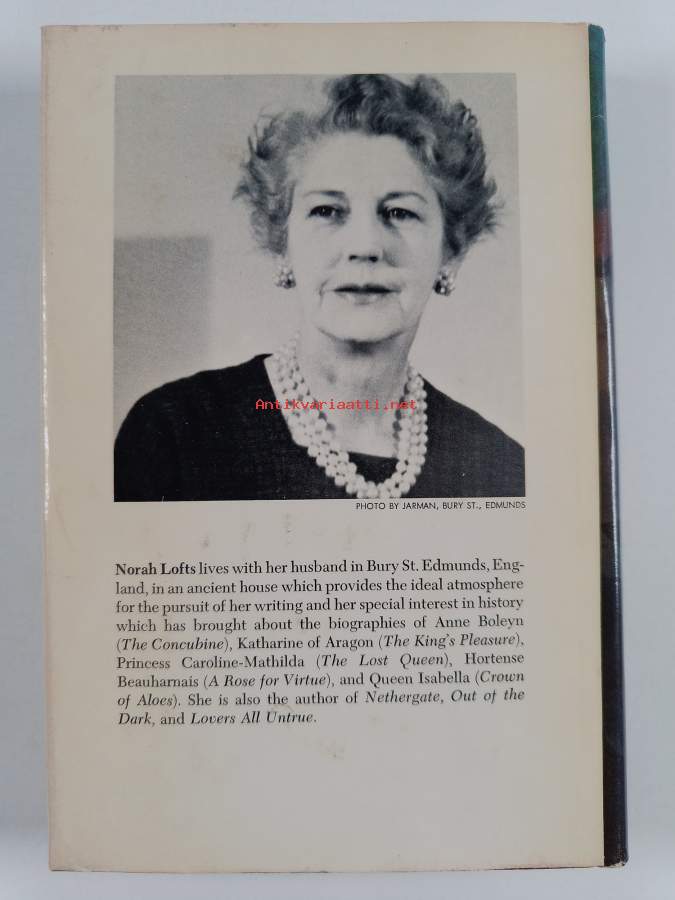 Antikvariaatti.net
PHOTO BY JARMAN, BURY ST., EDMUNDS
Norah Lofts lives with her husband in Bury St. Edmunds, Eng-
land, in an ancient house which provides the ideal atmosphere
for the pursuit of her writing and her special interest in history
which has brought about the biographies of Anne Boleyn
(The Concubine), Katharine of Aragon (The King's Pleasure),
Princess Caroline-Mathilda (The Lost Queen), Hortense
Beauharnais (A Rose for Virtue), and Queen Isabella (Crown
of Aloes). She is also the author of Nethergate, Out of the
Dark, and Lovers All Untrue.